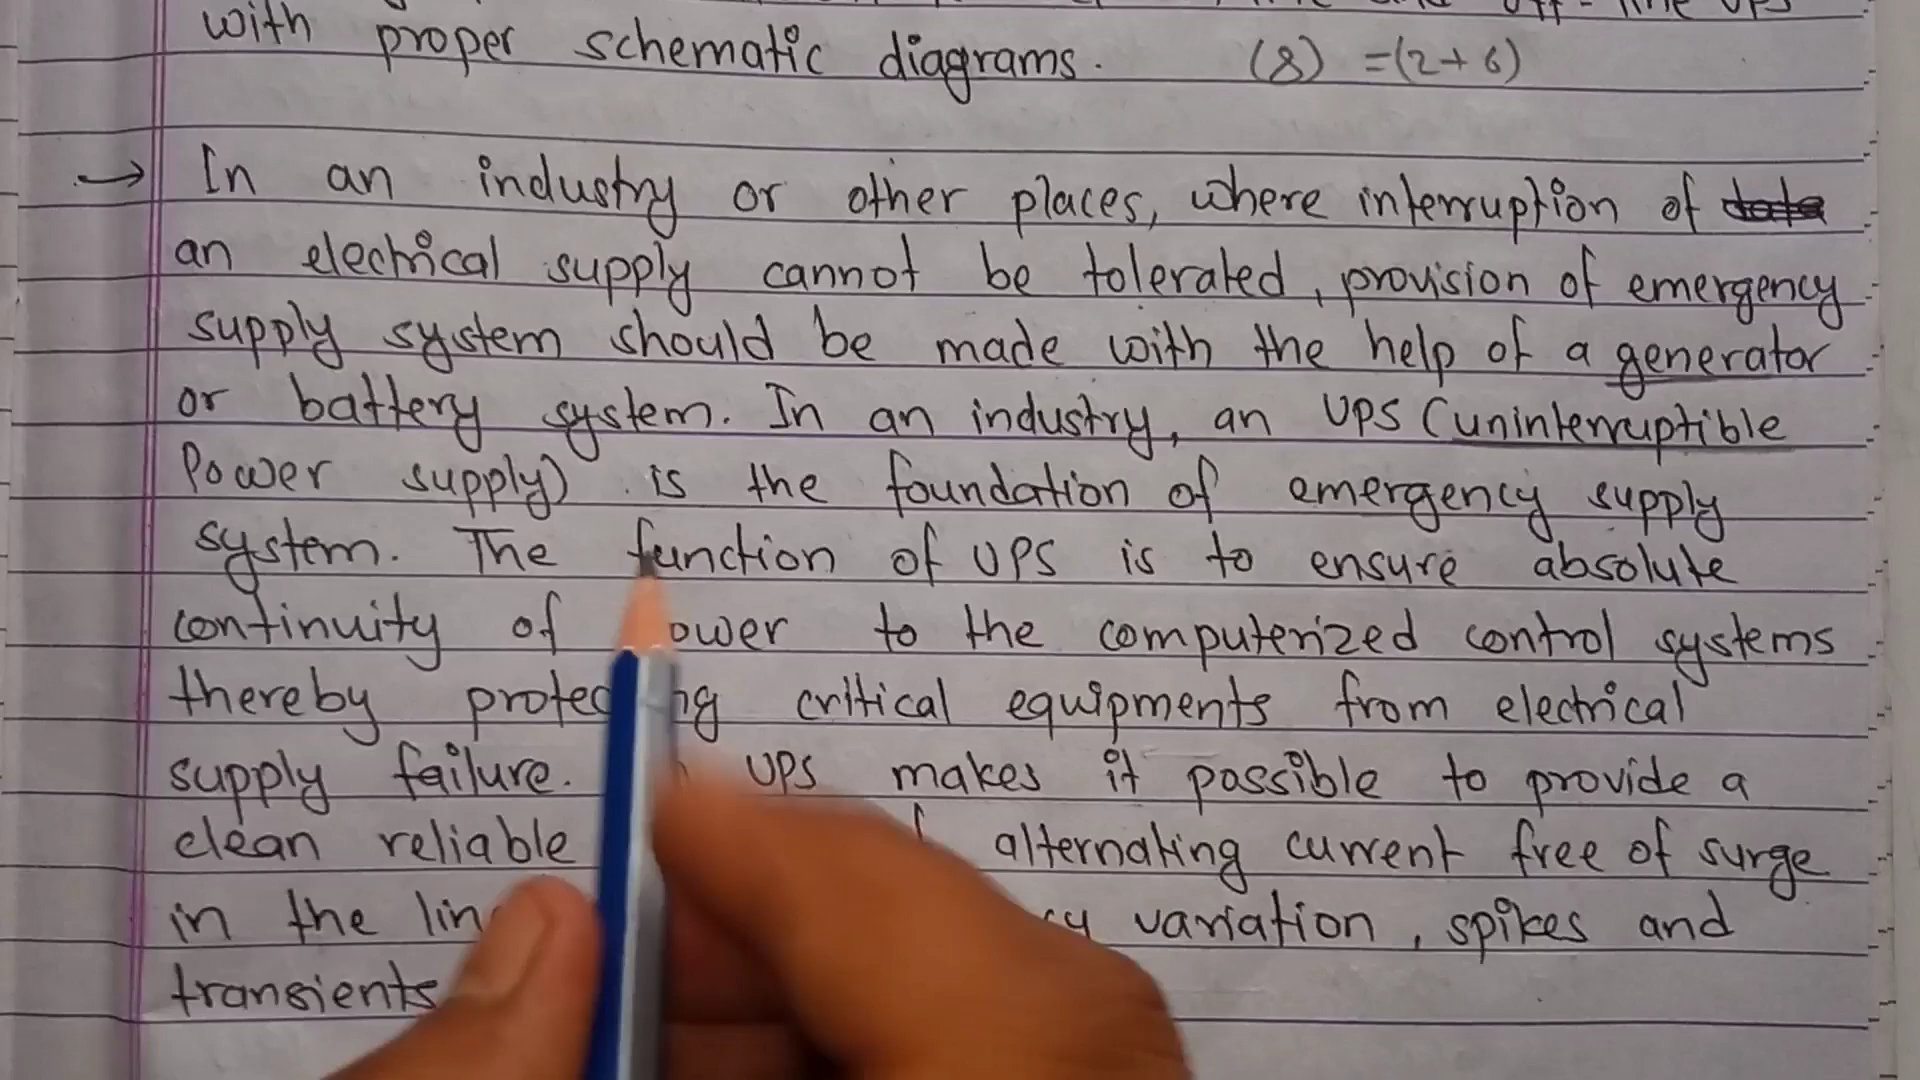 off-line UPS
with proper schematic diagrams. (8) =(2+6)
→ In an industry or other places, where interruption of
an electrical supply cannot be tolerated, provision of emergency
supply system should be made with the help of a generator
or battery system. In an industry, an UPS (uninterruptible
Power supply) is the foundation of emergency supply
system. The function of UPS is to ensure absolute
continuity of to the computerized control systems
thereby critical equipments from electrical
supply failure. UPS makes it possible to provide a
clean reliable alternating current free of surge
in the variation, spikes and
transients